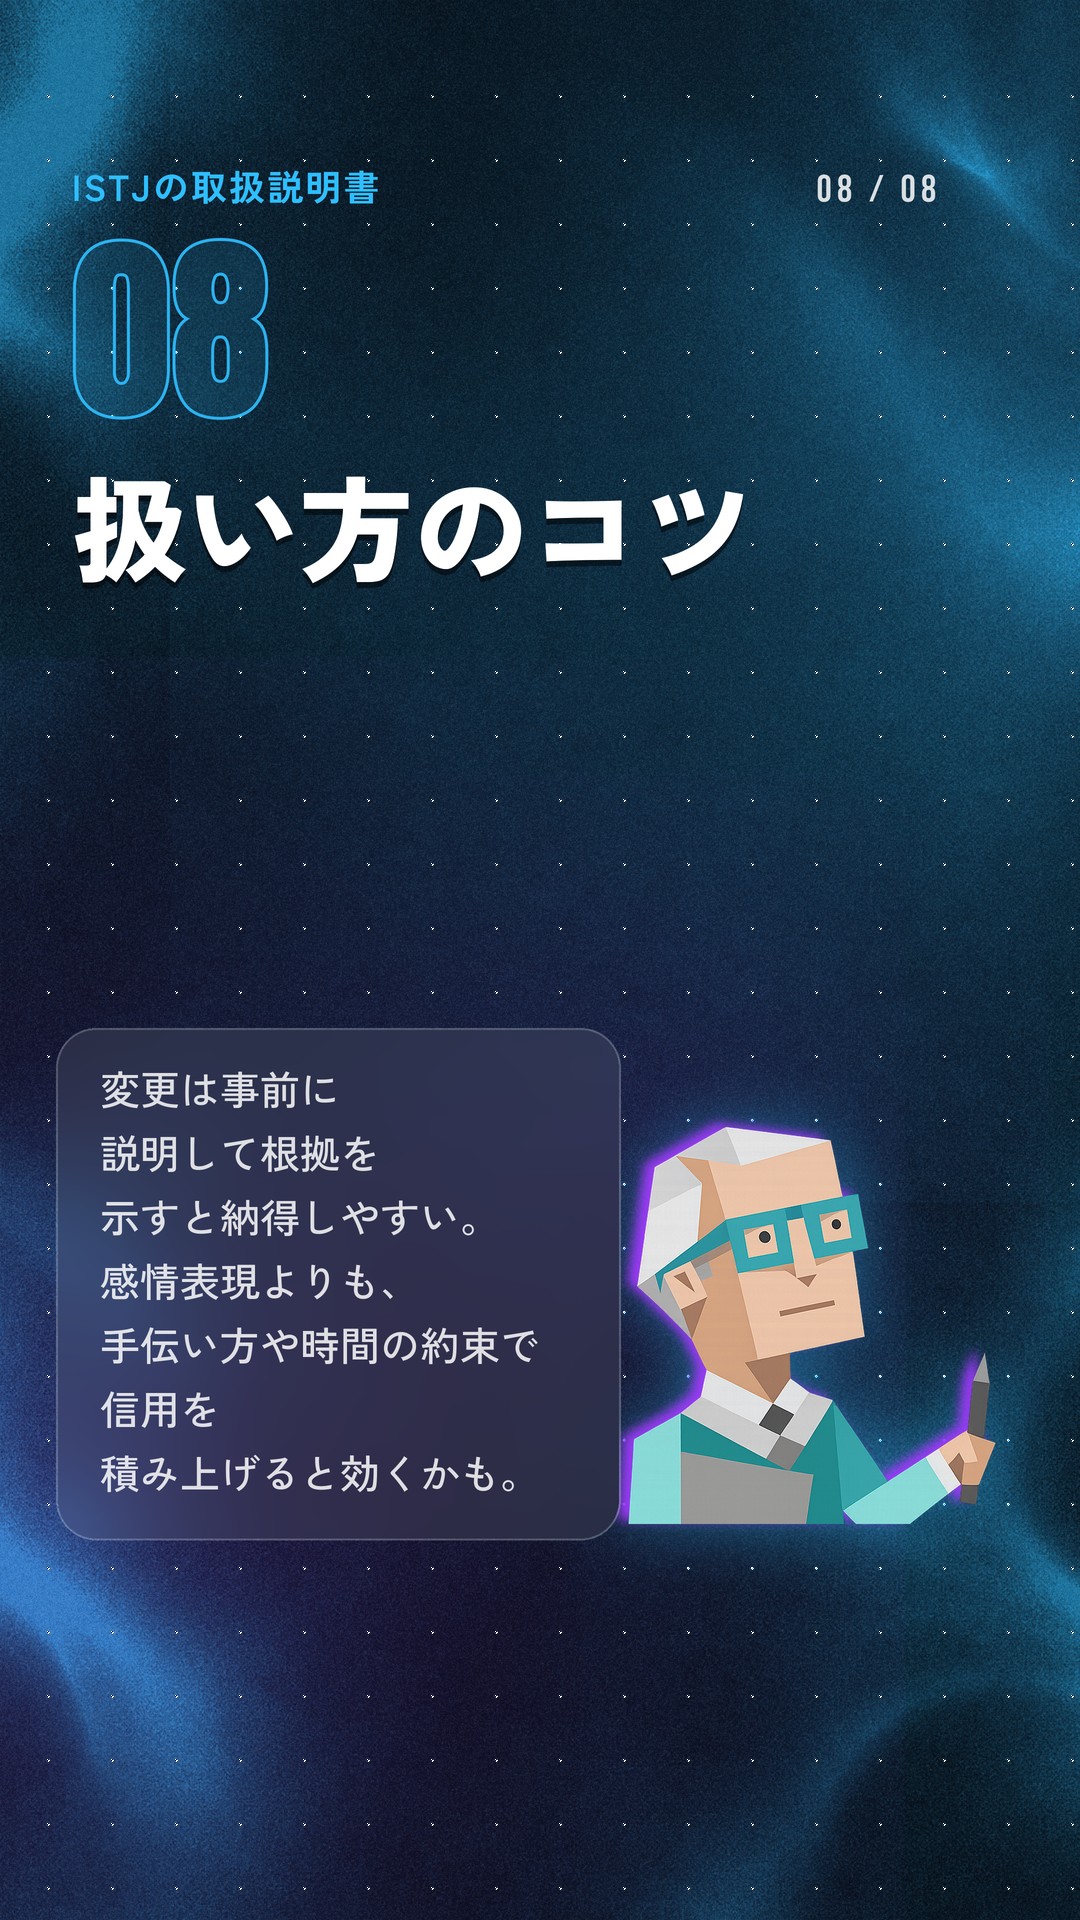 ISTJの取扱説明書
08 / 08
08
扱い方のコツ
変更は事前に
説明して根拠を
示すと納得しやすい。
感情表現よりも、
手伝い方や時間の約束で
信用を
積み上げると効くかも。